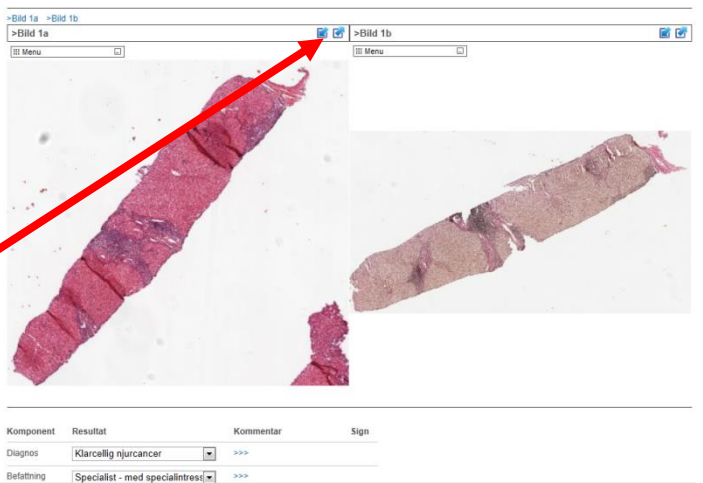 >Bild 1a >Bild 1b
>Bild 1a
>Bild 1b
Menu
Menu
Komponent Resultat Kommentar Sign
Diagnos Klarcellig njurcancer >>>
Befattning Specialist - med specialintress >>>